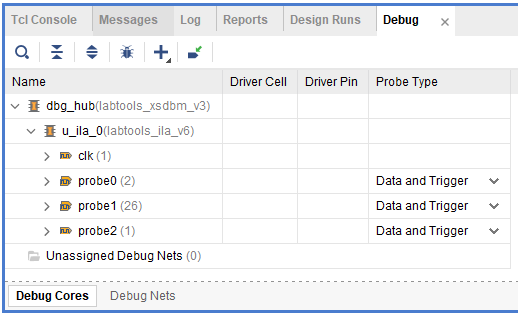 Tcl Console Messages Log Reports Design Runs Debug
Name Driver Cell Driver Pin Probe Type
dbg_hub(labtools_xsdbm_v3)
u_ila_0(labtools_ila_v6)
clk (1)
probe0 (2) Data and Trigger
probe1 (26) Data and Trigger
probe2 (1) Data and Trigger
Unassigned Debug Nets (0)
Debug Cores Debug Nets